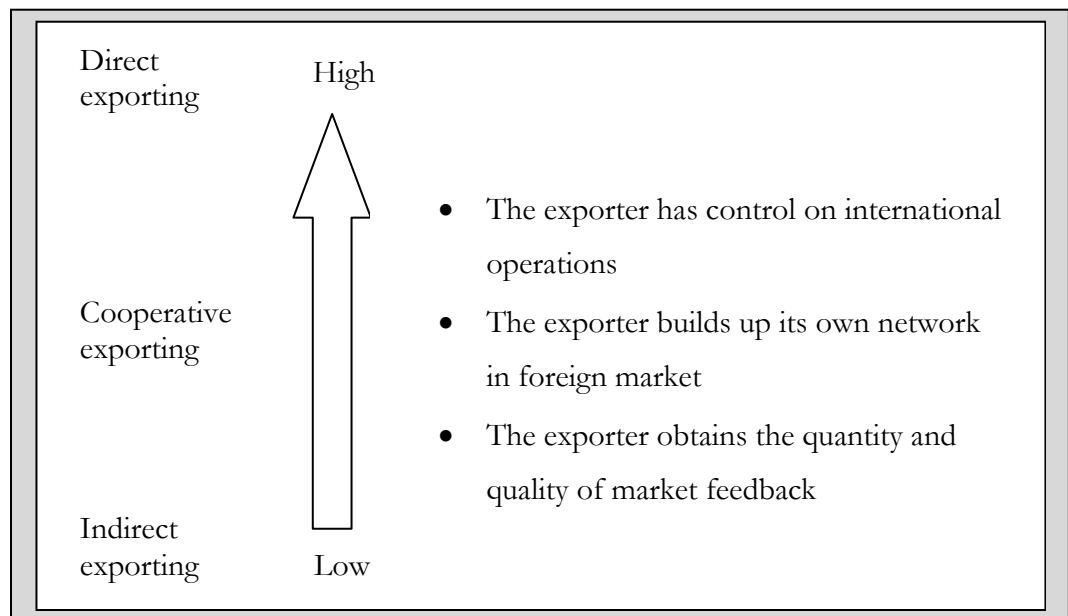 Direct
exporting
High
• The exporter has control on international
operations
Cooperative
exporting
• The exporter builds up its own network
in foreign market
• The exporter obtains the quantity and
quality of market feedback
Indirect
exporting
Low